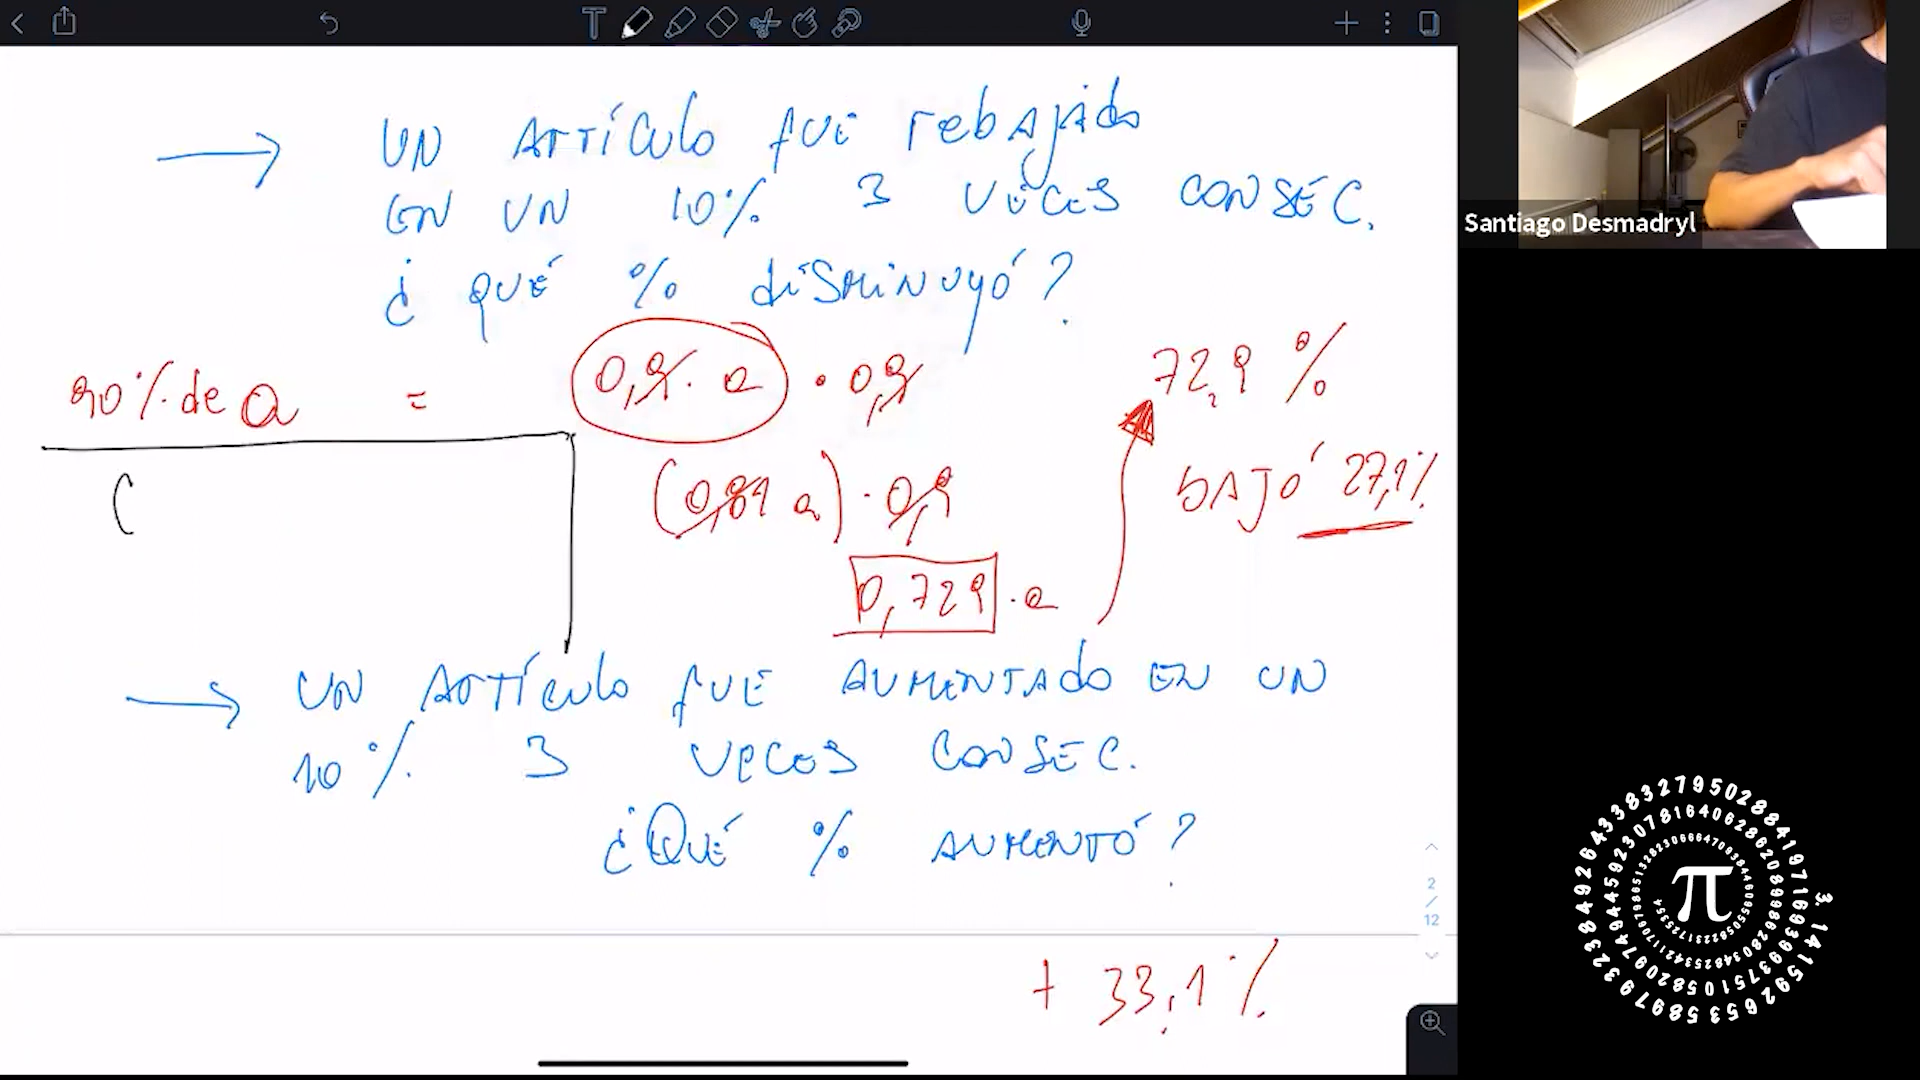 → UN ARTÍCULO FUE REBAJADO
EN UN 10% 3 VECES CONSEC.
¿QUÉ % DISMINUYÓ?
90% de a = 0,9 · a · 0,9
(0,81 a) · 0,9
0,729 · a
72,9 %
BAJÓ 27,1%
(
→ UN ARTÍCULO FUE AUMENTADO EN UN
10% 3 VECES CONSEC.
¿QUÉ % AUMENTÓ?
+ 33,1%
2
/
12
Santiago Desmadryl
π